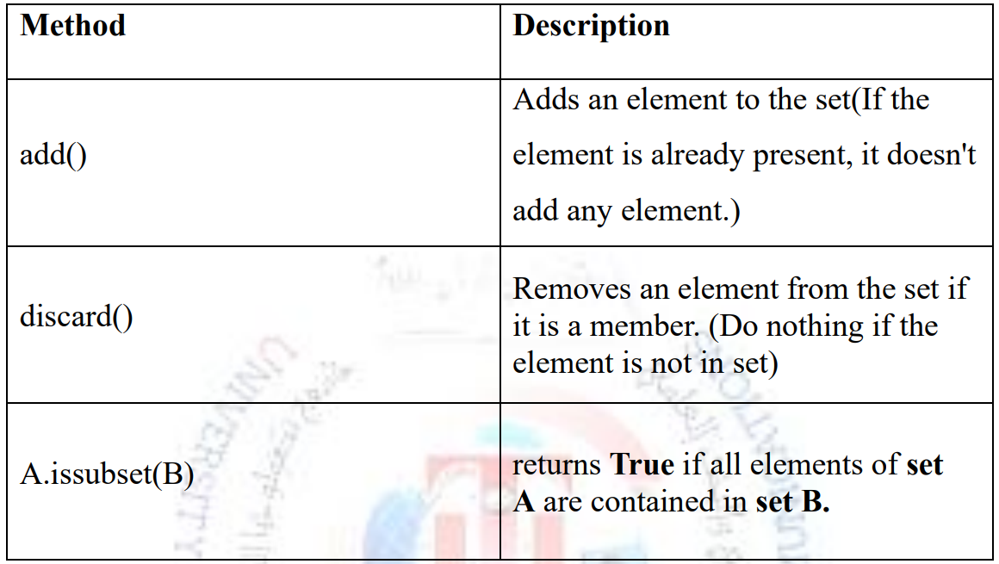 Method
Description
add()
Adds an element to the set(If the
element is already present, it doesn't
add any element.)
discard()
Removes an element from the set if
it is a member. (Do nothing if the
element is not in set)
A.issubset(B)
returns True if all elements of set
A are contained in set B.
UNIVERSITY